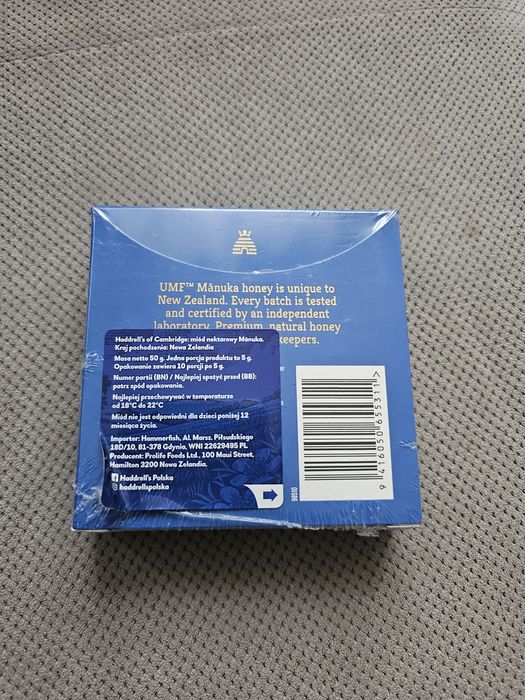 UMF™ Mānuka honey is unique to
New Zealand. Every batch is tested
and certified by an independent
laboratory. Premium, natural honey
keepers.
Haddrell's of Cambridge: miód nektarowy Mānuka.
Kraj pochodzenia: Nowa Zelandia
Masa netto 50 g. Jedna porcja produktu to 5 g.
Opakowanie zawiera 10 porcji po 5 g.
Numer partii (BN) / Najlepiej spożyć przed (BB):
patrz spód opakowania.
Najlepiej przechowywać w temperaturze
od 18°C do 22°C
Miód nie jest odpowiedni dla dzieci poniżej 12
miesiąca życia.
Importer: Hammerfish, Al. Marsz. Piłsudskiego
18D/10, 81-378 Gdynia, WNI 22629495 PL
Producent: Prolife Foods Ltd., 100 Maui Street,
Hamilton 3200 Nowa Zelandia.
Haddrell's Polska
haddrellspolska
9 416050 655311 >